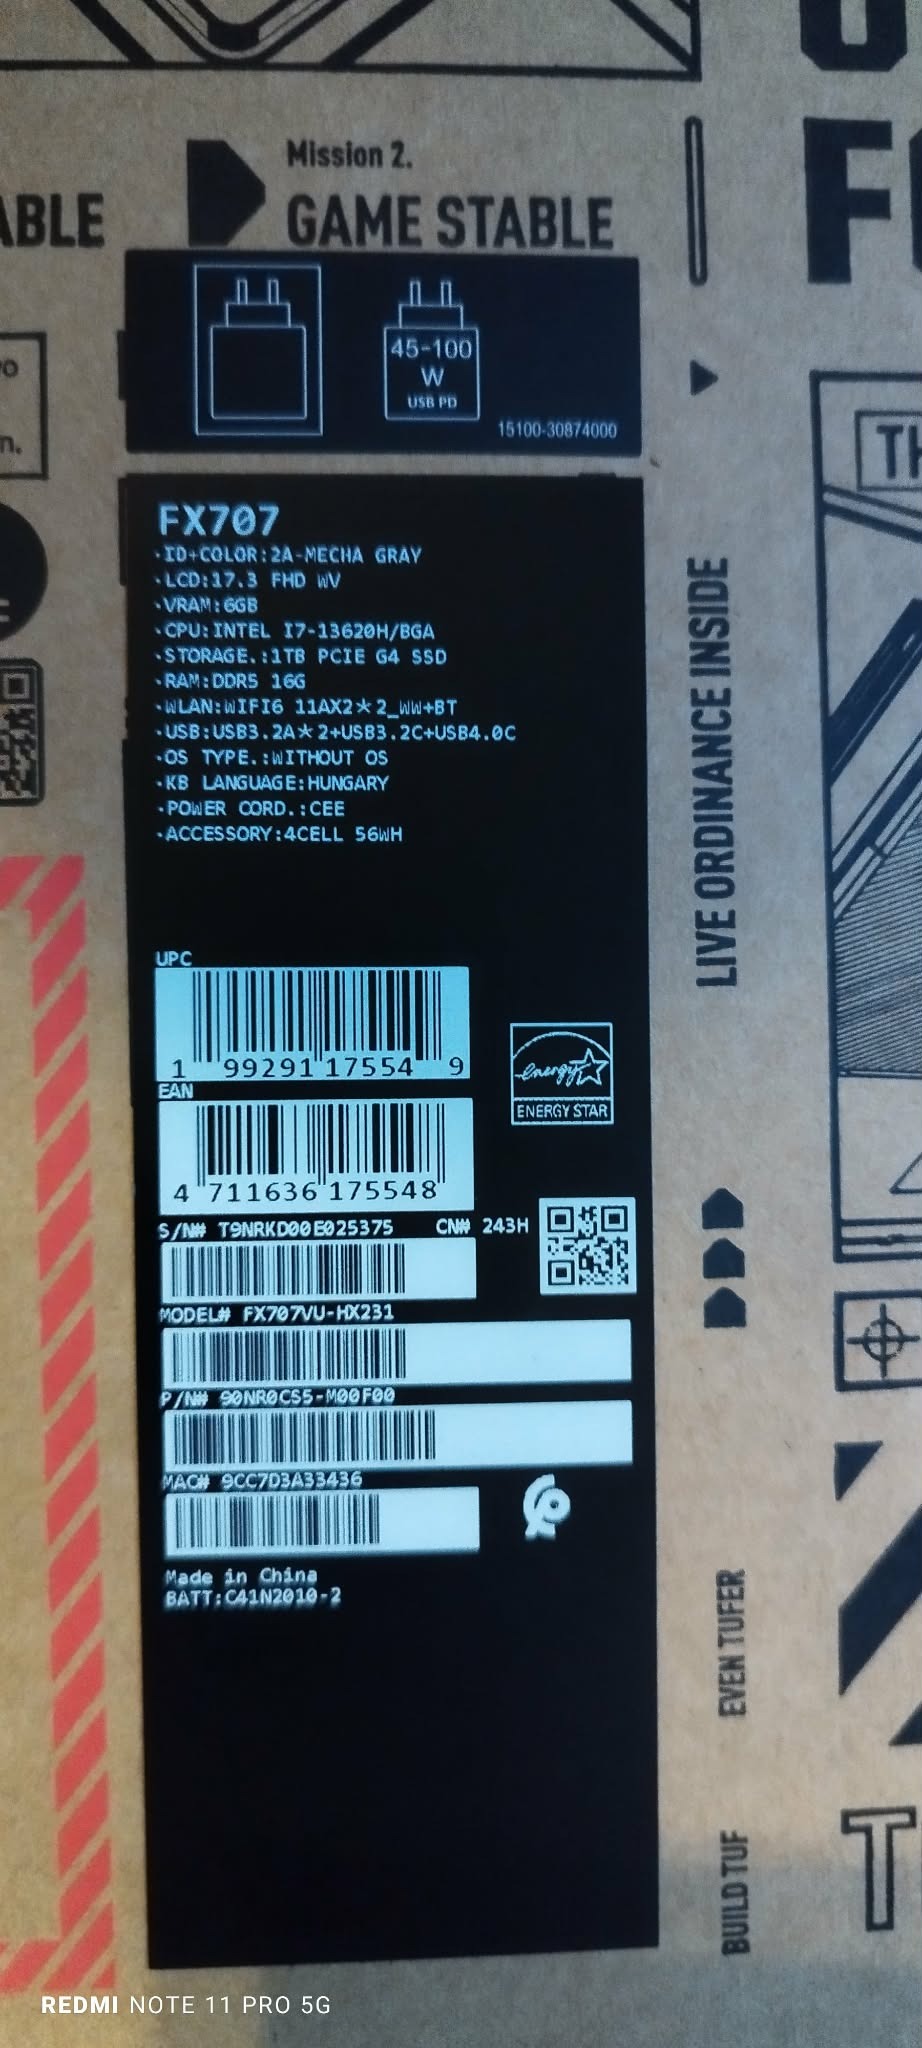 ABLE
Mission 2.
GAME STABLE
45-100
W
USB PD
15100-30874000
FX707
·ID+COLOR:2A-MECHA GRAY
·LCD:17.3 FHD WV
·VRAM:6GB
·CPU:INTEL I7-13620H/BGA
·STORAGE.:1TB PCIE G4 SSD
·RAM:DDR5 16G
·WLAN:WIFI6 11AX2*2_WW+BT
·USB:USB3.2A*2+USB3.2C+USB4.0C
·OS TYPE.:WITHOUT OS
·KB LANGUAGE:HUNGARY
·POWER CORD.:CEE
·ACCESSORY:4CELL 56WH
UPC
1 99291 17554 9
EAN
4 711636 175548
energy
ENERGY STAR
S/N# T9NRKD00E025375 CN# 243H
MODEL# FX707VU-HX231
P/N# 90NR0CS5-M00F00
MAC# 9CC7D3A33436
Made in China
BATT:C41N2010-2
LIVE ORDINANCE INSIDE
EVEN TUFER
BUILD TUF
REDMI NOTE 11 PRO 5G